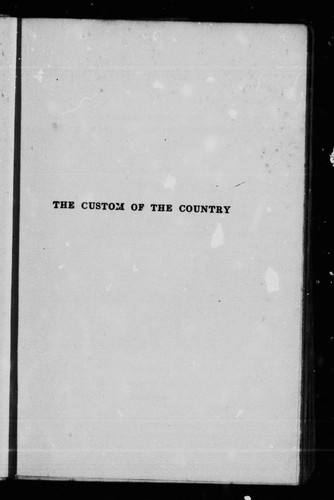 THE CUSTOM OF THE COUNTRY